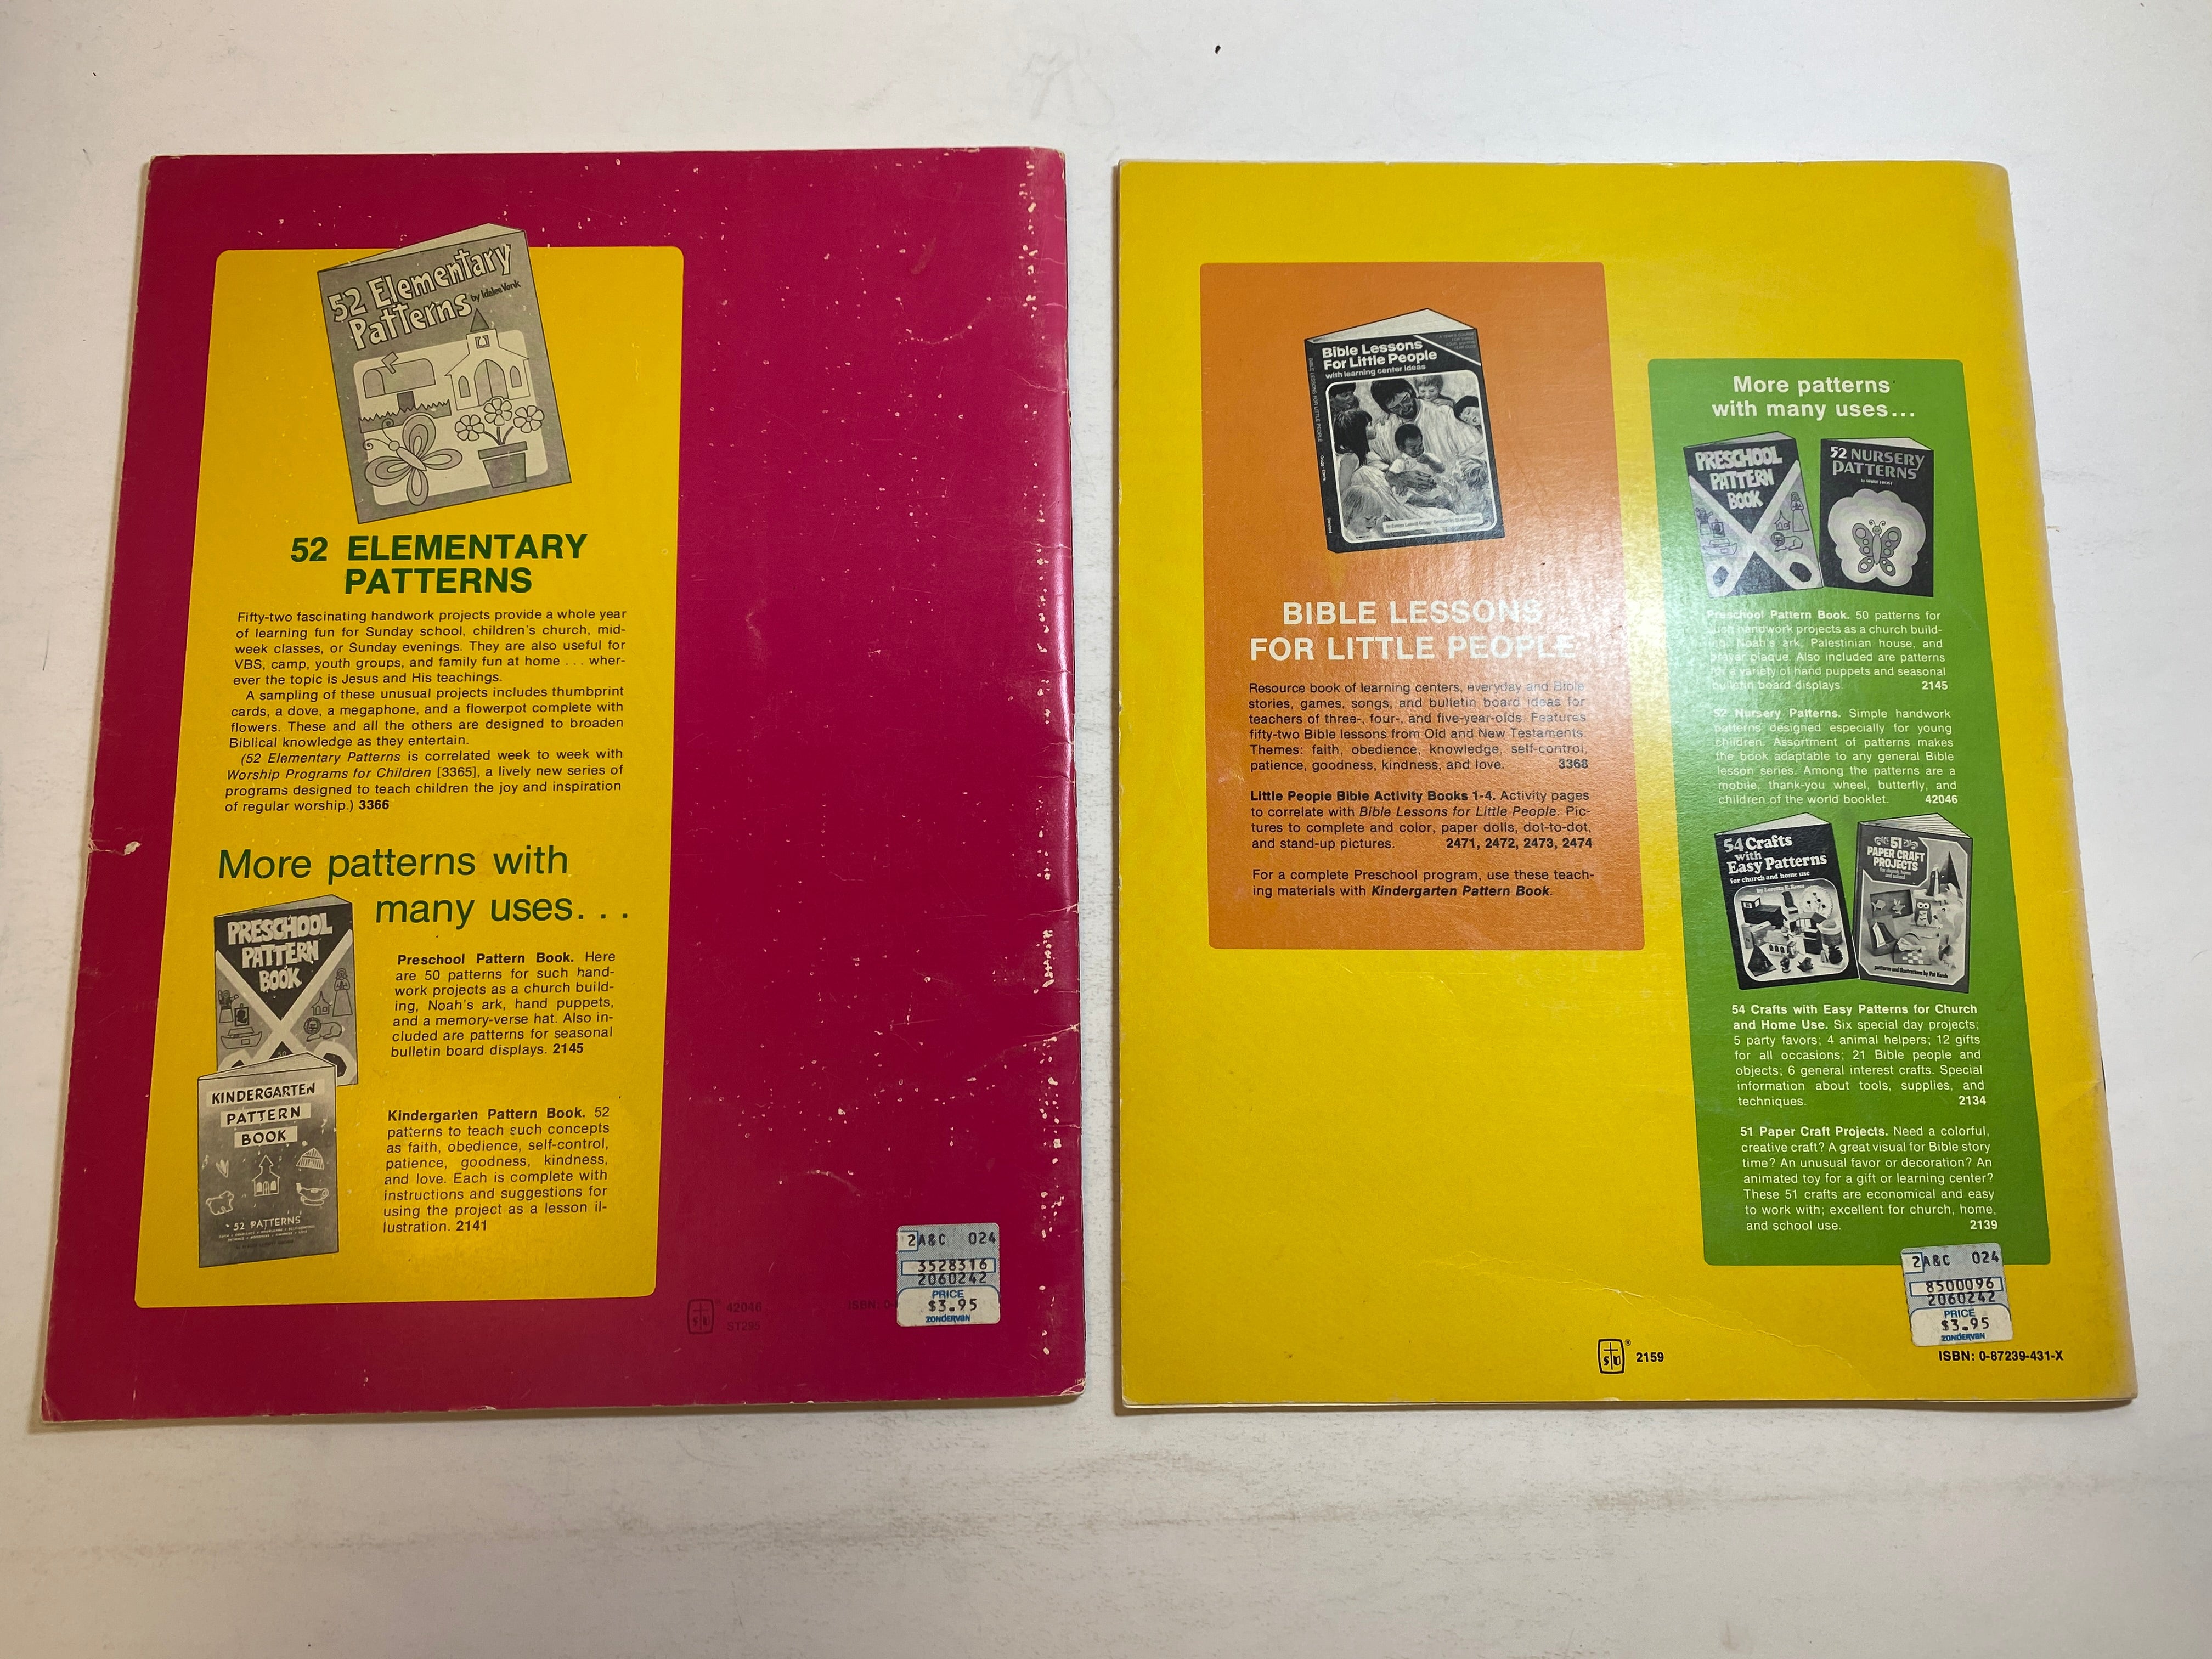 52 Elementary
Patterns
by Idalee Vonk
52 ELEMENTARY
PATTERNS
Fifty-two fascinating handwork projects provide a whole year
of learning fun for Sunday school, children's church, mid-
week classes, or Sunday evenings. They are also useful for
VBS, camp, youth groups, and family fun at home . . . wher-
ever the topic is Jesus and His teachings.
A sampling of these unusual projects includes thumbprint
cards, a dove, a megaphone, and a flowerpot complete with
flowers. These and all the others are designed to broaden
Biblical knowledge as they entertain.
(52 Elementary Patterns is correlated week to week with
Worship Programs for Children [3365], a lively new series of
programs designed to teach children the joy and inspiration
of regular worship.) 3366
More patterns with
many uses. . .
PRESCHOOL
PATTERN
BOOK
Preschool Pattern Book. Here
are 50 patterns for such hand-
work projects as a church build-
ing, Noah's ark, hand puppets,
and a memory-verse hat. Also in-
cluded are patterns for seasonal
bulletin board displays. 2145
KINDERGARTEN
PATTERN
BOOK
52 PATTERNS
Kindergarten Pattern Book. 52
patterns to teach such concepts
as faith, obedience, self-control,
patience, goodness, kindness,
and love. Each is complete with
instructions and suggestions for
using the project as a lesson il-
lustration. 2141
42046
57295
ISBN: 0-
2A&C 024
3528316
2060242
PRICE
$3.95
ZONDERVAN
Bible Lessons
For Little People
with learning center ideas
BIBLE LESSONS FOR LITTLE PEOPLE
BIBLE LESSONS
FOR LITTLE PEOPLE
Resource book of learning centers, everyday and Bible
stories, games, songs, and bulletin board ideas for
teachers of three-, four-, and five-year-olds. Features
fifty-two Bible lessons from Old and New Testaments.
Themes: faith, obedience, knowledge, self-control,
patience, goodness, kindness, and love. 3368
Little People Bible Activity Books 1-4. Activity pages
to correlate with Bible Lessons for Little People. Pic-
tures to complete and color, paper dolls, dot-to-dot,
and stand-up pictures. 2471, 2472, 2473, 2474
For a complete Preschool program, use these teach-
ing materials with Kindergarten Pattern Book.
More patterns
with many uses...
PRESCHOOL
PATTERN
BOOK
52 NURSERY
PATTERNS
Preschool Pattern Book. 50 patterns for
such handwork projects as a church build-
ing, Noah's ark, Palestinian house, and
prayer plaque. Also included are patterns
for a variety of hand puppets and seasonal
bulletin board displays. 2145
52 Nursery Patterns. Simple handwork
patterns designed especially for young
children. Assortment of patterns makes
the book adaptable to any general Bible
lesson series. Among the patterns are a
mobile, thank-you wheel, butterfly, and
children of the world booklet. 42046
54 Crafts
with
Easy Patterns
for church and home use
51
PAPER CRAFT
PROJECTS
for church, home
and school
patterns and illustrations by Pat Karch
54 Crafts with Easy Patterns for Church
and Home Use. Six special day projects;
5 party favors; 4 animal helpers; 12 gifts
for all occasions; 21 Bible people and
objects; 6 general interest crafts. Special
information about tools, supplies, and
techniques. 2134
51 Paper Craft Projects. Need a colorful,
creative craft? A great visual for Bible story
time? An unusual favor or decoration? An
animated toy for a gift or learning center?
These 51 crafts are economical and easy
to work with; excellent for church, home,
and school use. 2139
2A&C 024
8500096
2060242
PRICE
$3.95
ZONDERVAN
® 2159
ISBN: 0-87239-431-X